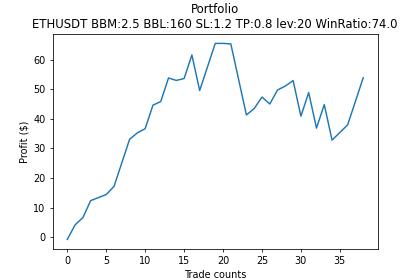 Portfolio
ETHUSDT BBM:2.5 BBL:160 SL:1.2 TP:0.8 lev:20 WinRatio:74.0
60
50
40
30
20
10
0
Profit ($)
0 5 10 15 20 25 30 35
Trade counts